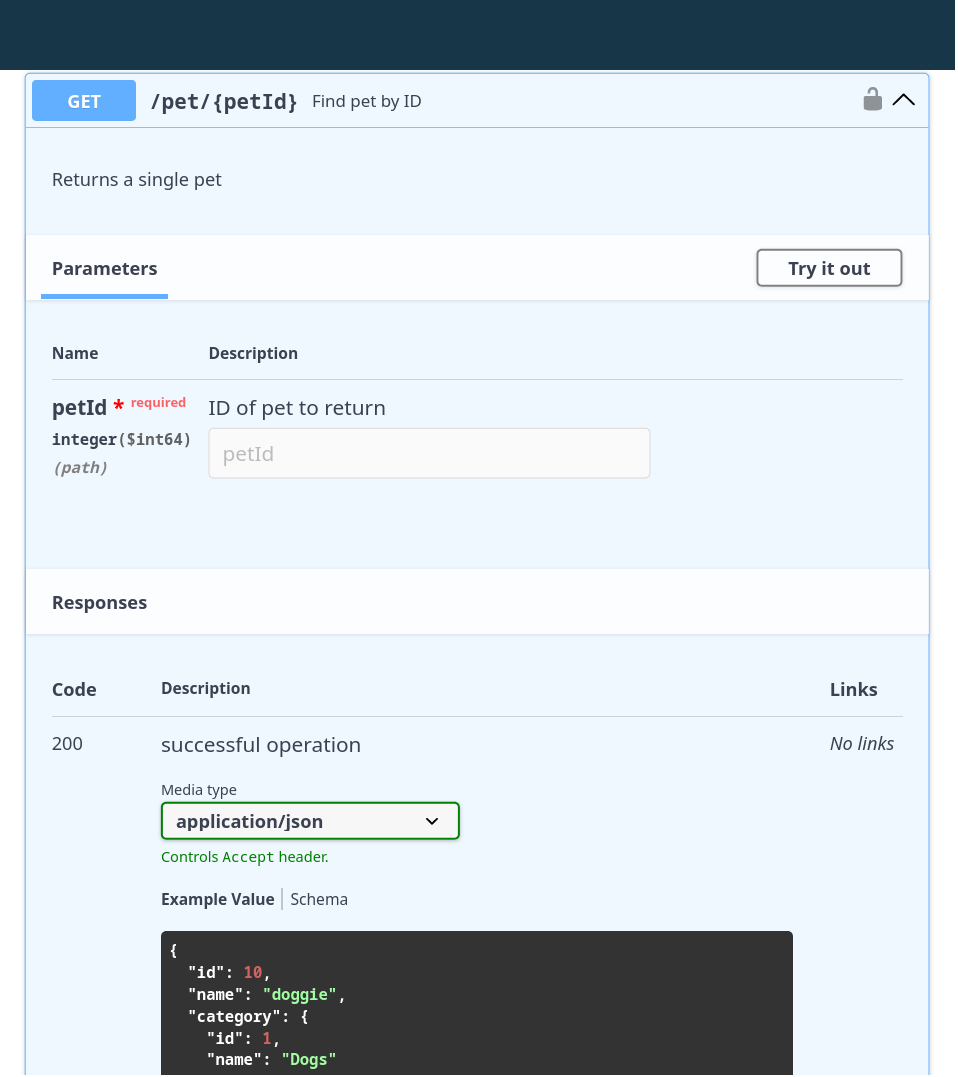 GET /pet/{petId} Find pet by ID
Returns a single pet
Parameters Try it out
Name Description
petId * required ID of pet to return
integer($int64)
petId
(path)
Responses
Code Description Links
200 successful operation No links
Media type
application/json
Controls Accept header.
Example Value Schema
{
  "id": 10,
  "name": "doggie",
  "category": {
    "id": 1,
    "name": "Dogs"